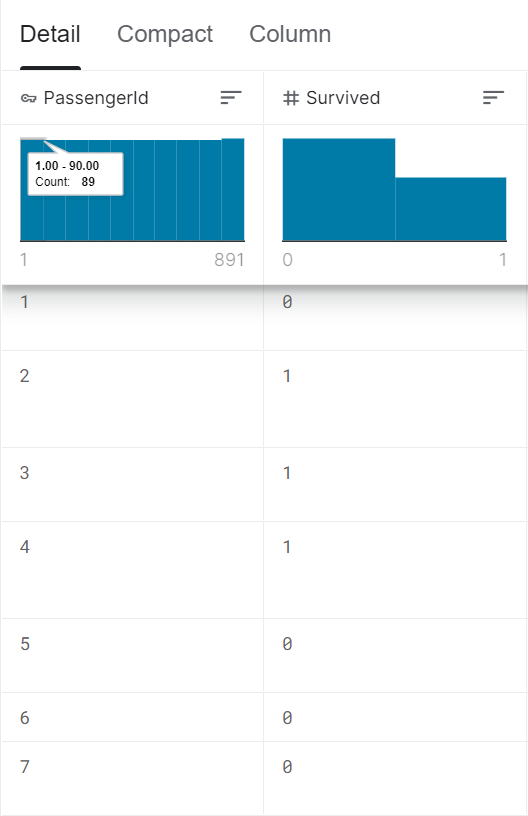 Detail Compact Column
PassengerId Survived
1.00 - 90.00
Count: 89
1 891 0 1
1 0
2 1
3 1
4 1
5 0
6 0
7 0